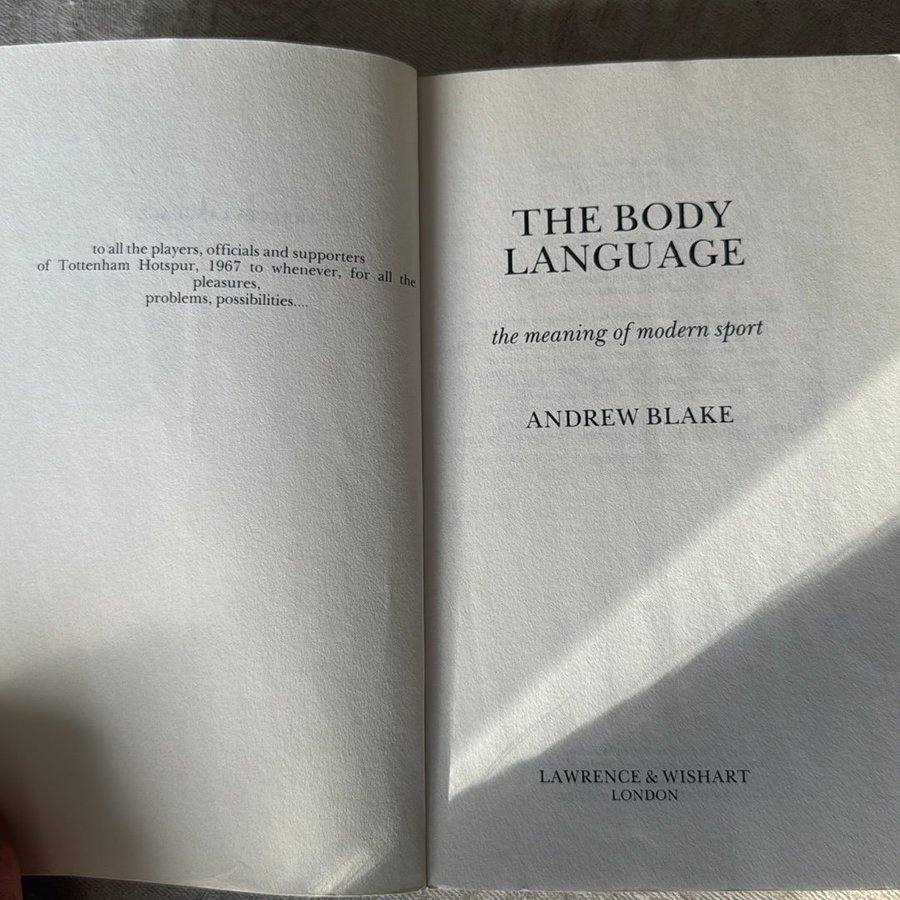 to all the players, officials and supporters
of Tottenham Hotspur, 1967 to whenever, for all the
pleasures,
problems, possibilities....
THE BODY
LANGUAGE
the meaning of modern sport
ANDREW BLAKE
LAWRENCE & WISHART
LONDON